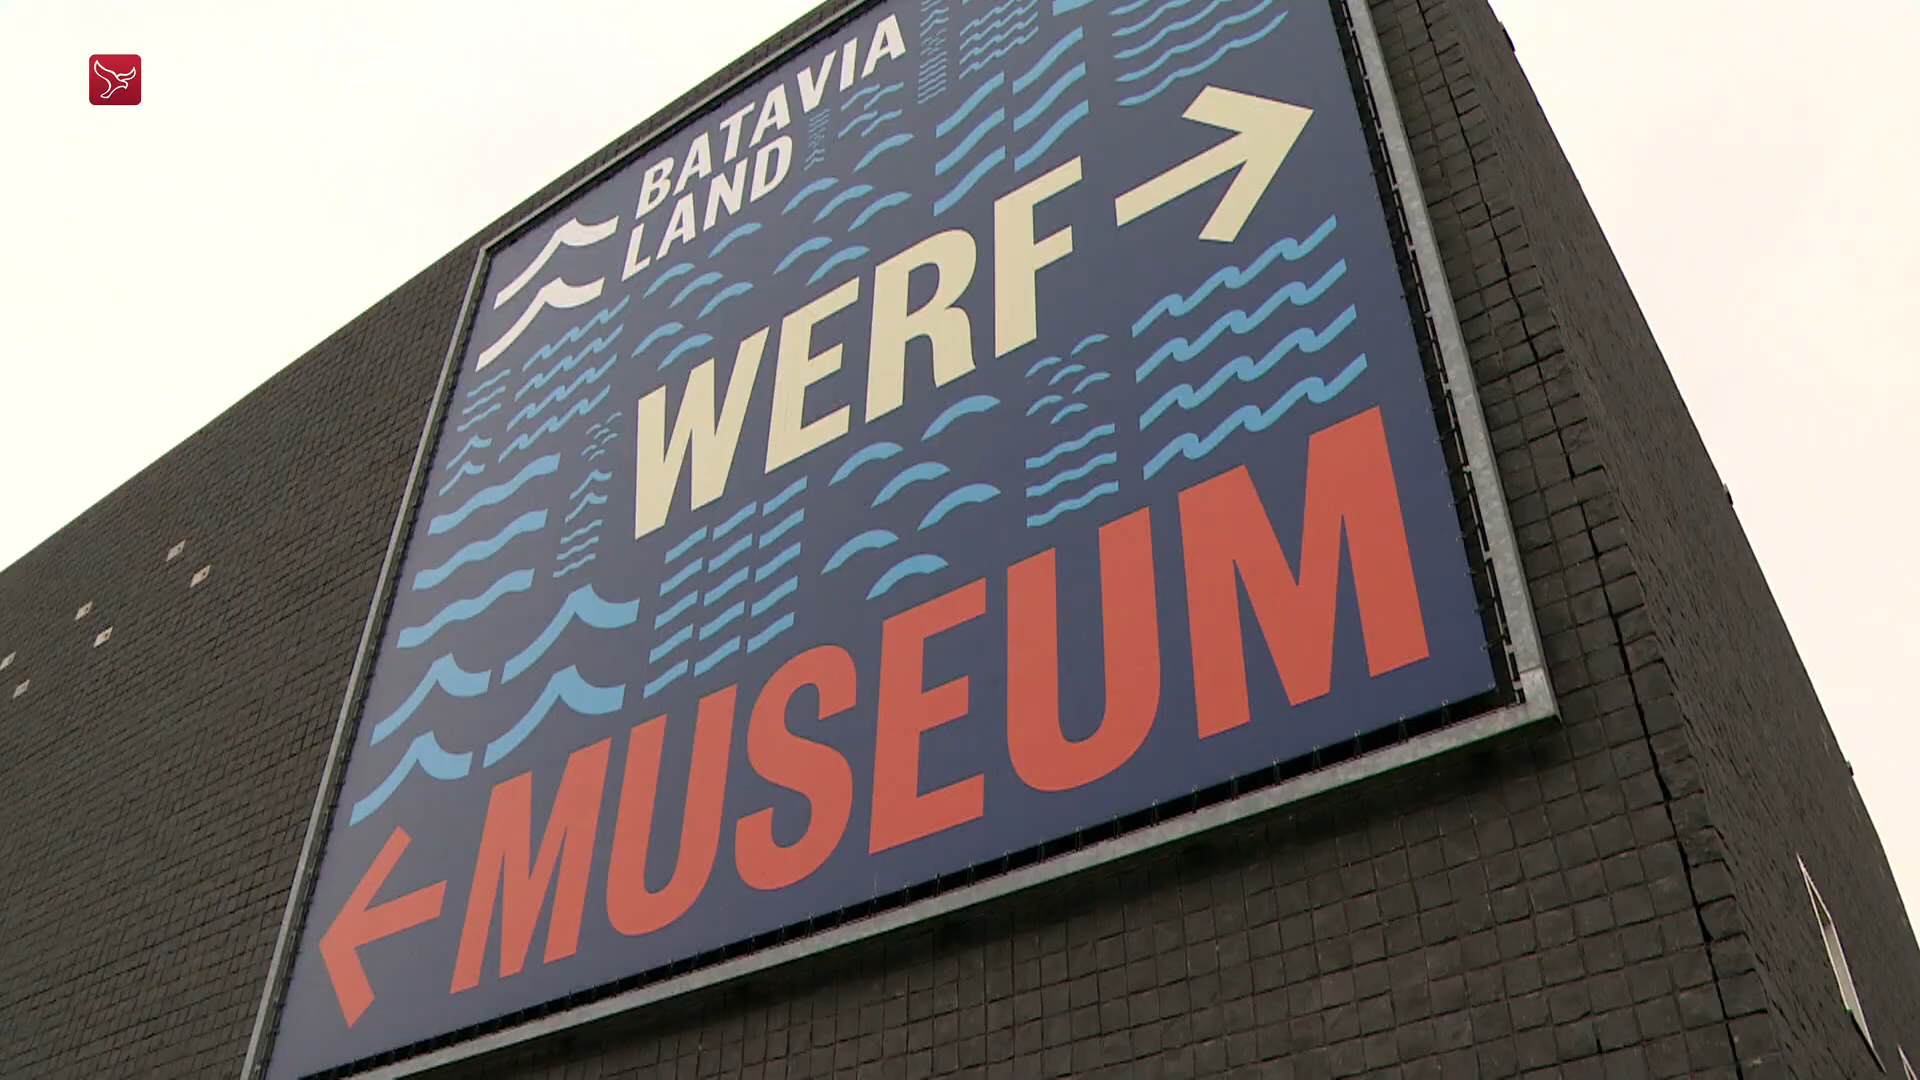 BATAVIA
LAND
WERF →
← MUSEUM